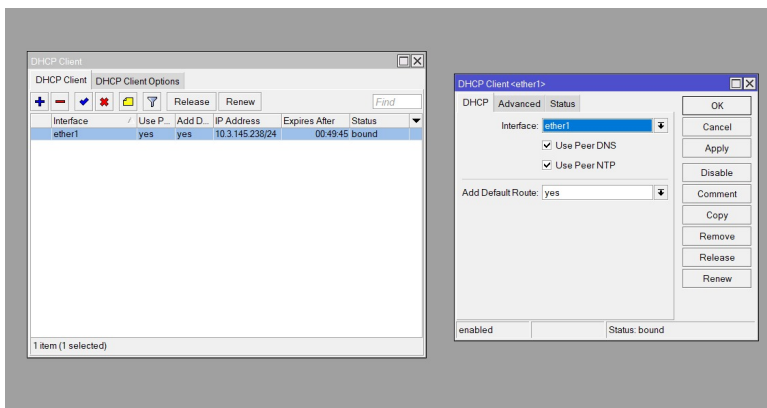 DHCP Client
DHCP Client DHCP Client Options
Release Renew Find
Interface / Use P... Add D... IP Address Expires After Status
ether1 yes yes 10.3.145.238/24 00:49:45 bound
1 item (1 selected)
DHCP Client <ether1>
DHCP Advanced Status
Interface: ether1
Use Peer DNS
Use Peer NTP
Add Default Route: yes
OK
Cancel
Apply
Disable
Comment
Copy
Remove
Release
Renew
enabled Status: bound